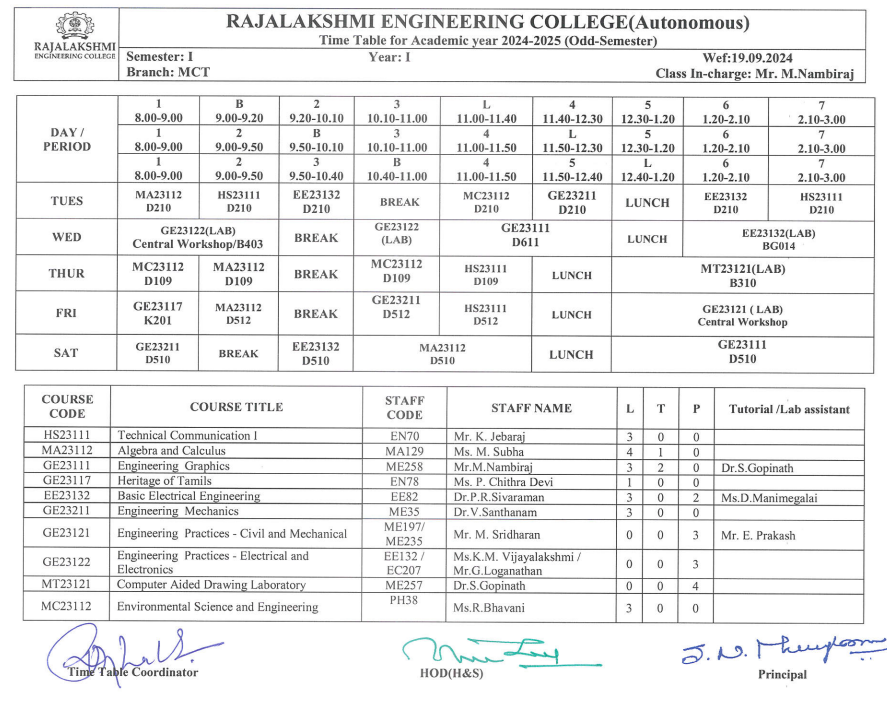 RAJALAKSHMI
ENGINEERING COLLEGE
RAJALAKSHMI ENGINEERING COLLEGE(Autonomous)
Time Table for Academic year 2024-2025 (Odd-Semester)
Semester: I Year: I Wef:19.09.2024
Branch: MCT Class In-charge: Mr. M.Nambiraj
DAY / PERIOD
1 B 2 3 L 4 5 6 7
8.00-9.00 9.00-9.20 9.20-10.10 10.10-11.00 11.00-11.40 11.40-12.30 12.30-1.20 1.20-2.10 2.10-3.00
1 2 B 3 4 L 5 6 7
8.00-9.00 9.00-9.50 9.50-10.10 10.10-11.00 11.00-11.50 11.50-12.30 12.30-1.20 1.20-2.10 2.10-3.00
1 2 3 B 4 5 L 6 7
8.00-9.00 9.00-9.50 9.50-10.40 10.40-11.00 11.00-11.50 11.50-12.40 12.40-1.20 1.20-2.10 2.10-3.00
TUES MA23112 D210 HS23111 D210 EE23132 D210 BREAK MC23112 D210 GE23211 D210 LUNCH EE23132 D210 HS23111 D210
WED GE23122(LAB) Central Workshop/B403 BREAK GE23122 (LAB) GE23111 D611 LUNCH EE23132(LAB) BG014
THUR MC23112 D109 MA23112 D109 BREAK MC23112 D109 HS23111 D109 LUNCH MT23121(LAB) B310
FRI GE23117 K201 MA23112 D512 BREAK GE23211 D512 HS23111 D512 LUNCH GE23121 ( LAB) Central Workshop
SAT GE23211 D510 BREAK EE23132 D510 MA23112 D510 LUNCH GE23111 D510
COURSE CODE COURSE TITLE STAFF CODE STAFF NAME L T P Tutorial /Lab assistant
HS23111 Technical Communication I EN70 Mr. K. Jebaraj 3 0 0
MA23112 Algebra and Calculus MA129 Ms. M. Subha 4 1 0
GE23111 Engineering Graphics ME258 Mr.M.Nambiraj 3 2 0 Dr.S.Gopinath
GE23117 Heritage of Tamils EN78 Ms. P. Chithra Devi 1 0 0
EE23132 Basic Electrical Engineering EE82 Dr.P.R.Sivaraman 3 0 2 Ms.D.Manimegalai
GE23211 Engineering Mechanics ME35 Dr.V.Santhanam 3 0 0
GE23121 Engineering Practices - Civil and Mechanical ME197/ ME235 Mr. M. Sridharan 0 0 3 Mr. E. Prakash
GE23122 Engineering Practices - Electrical and Electronics EE132 / EC207 Ms.K.M. Vijayalakshmi / Mr.G.Loganathan 0 0 3
MT23121 Computer Aided Drawing Laboratory ME257 Dr.S.Gopinath 0 0 4
MC23112 Environmental Science and Engineering PH38 Ms.R.Bhavani 3 0 0
Time Table Coordinator HOD(H&S) Principal